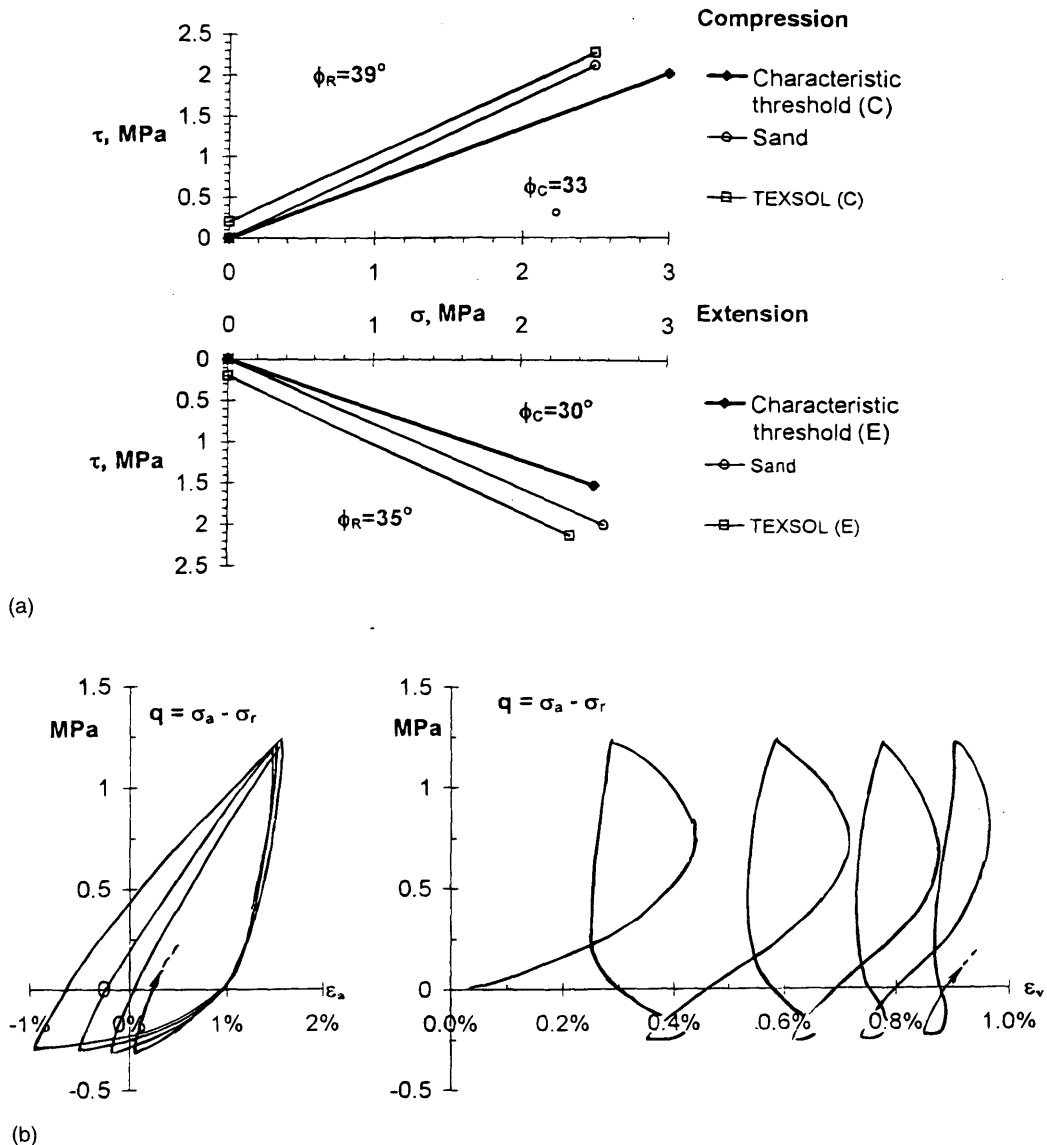 Compression
2.5
2
1.5
1
0.5
0
τ, MPa
ϕR=39°
ϕC=33
0 1 2 3
Characteristic threshold (C)
Sand
TEXSOL (C)
σ, MPa
Extension
0 1 2 3
0
0.5
1
1.5
2
2.5
τ, MPa
ϕC=30°
ϕR=35°
Characteristic threshold (E)
Sand
TEXSOL (E)
(a)
1.5
MPa
q = σa - σr
1
0.5
0
-0.5
-1% 0% 1% 2%
0
εa
1.5
MPa
q = σa - σr
1
0.5
0
-0.5
0.0% 0.2% 0.4% 0.6% 0.8% 1.0%
εv
(b)